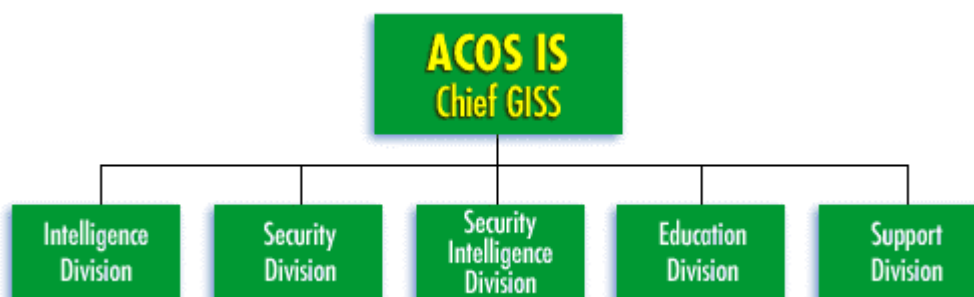 ACOS IS
Chief GISS
Intelligence
Division
Security
Division
Security
Intelligence
Division
Education
Division
Support
Division